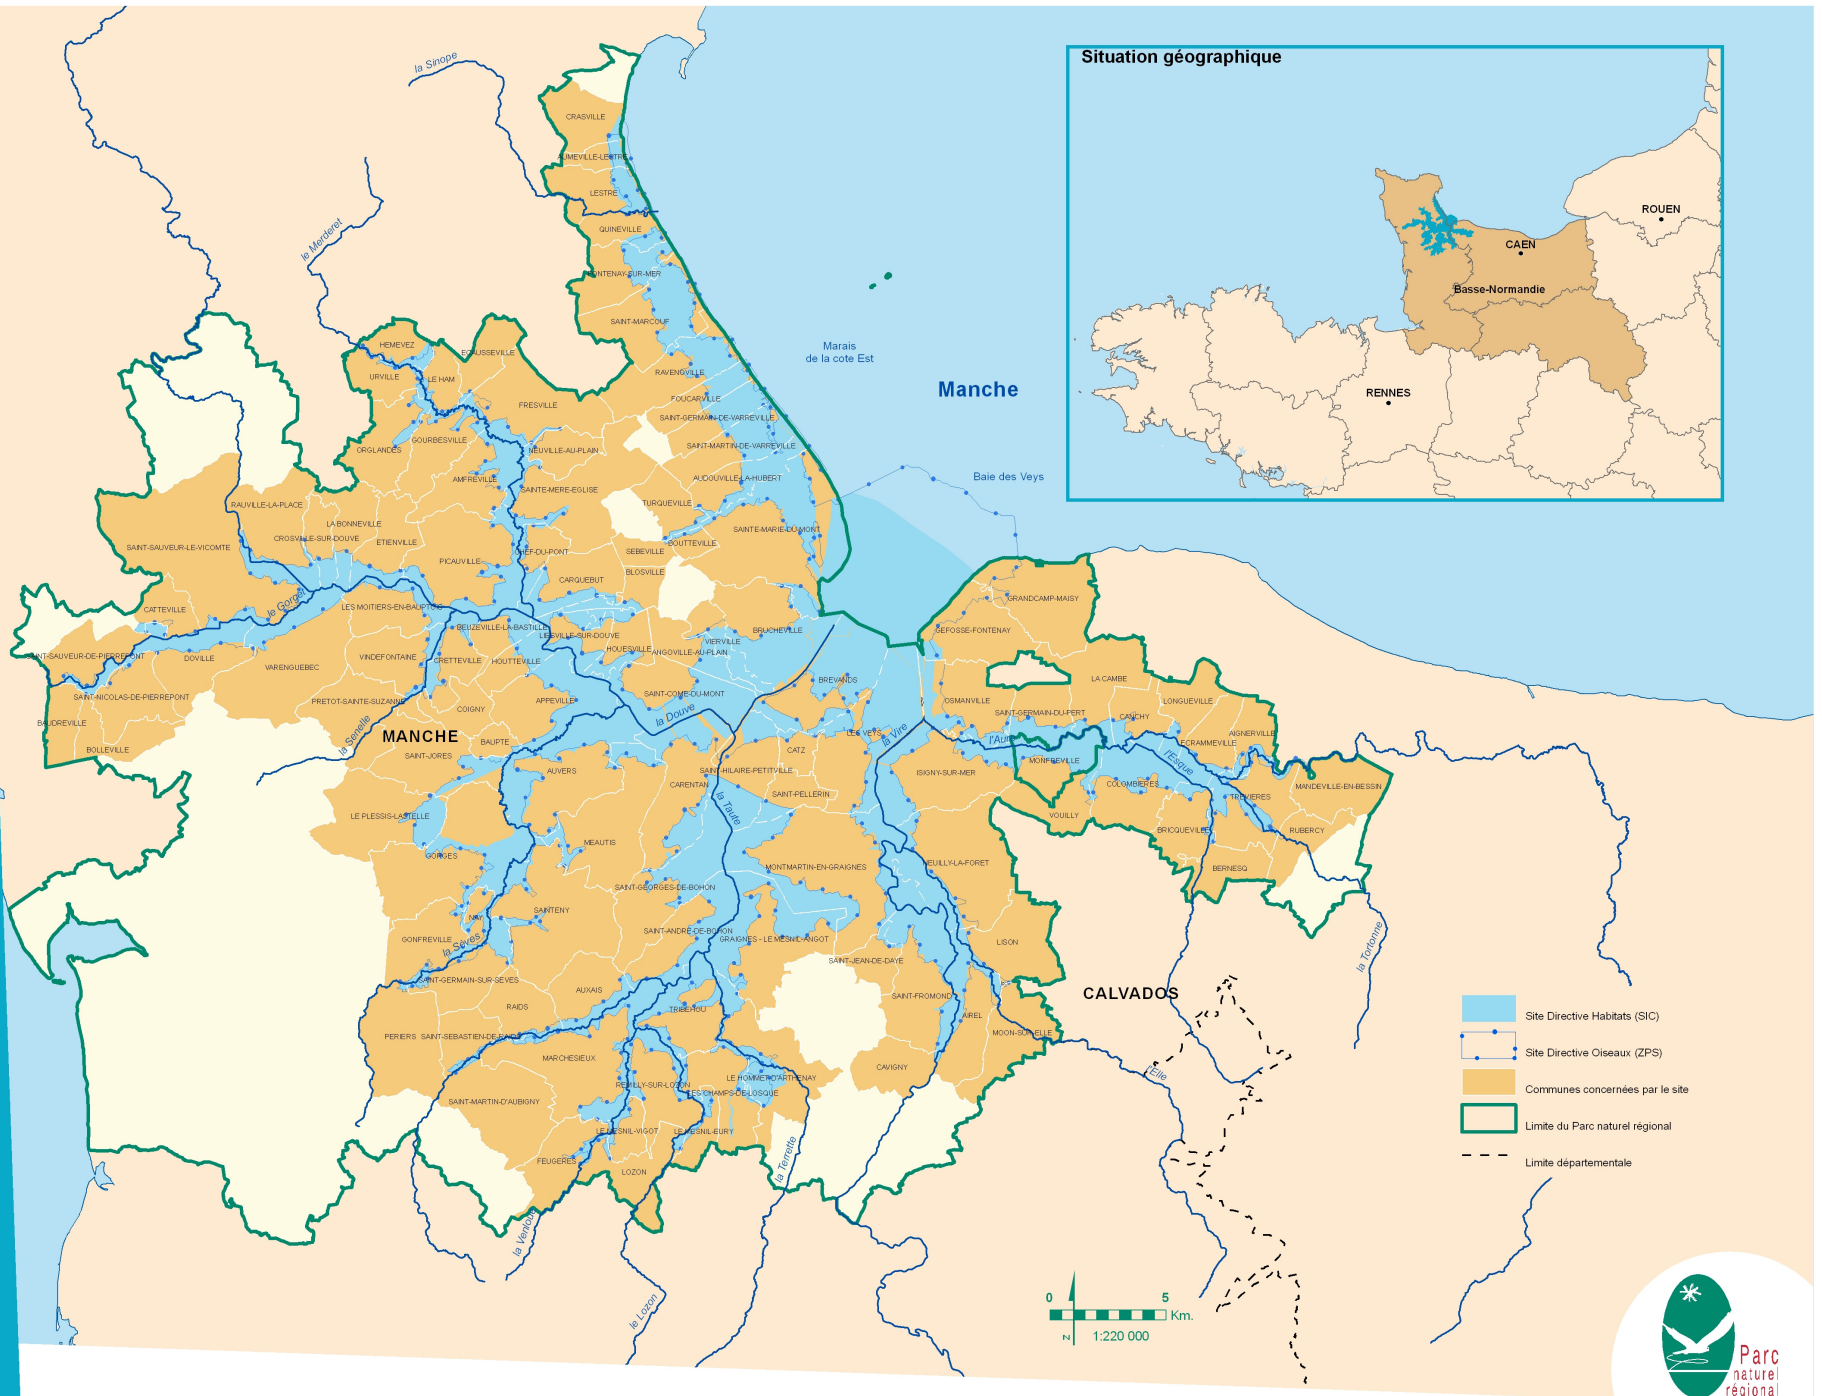 Situation géographique
ROUEN
CAEN
Basse-Normandie
RENNES
la Sinope
le Merderet
CRASVILLE
AUMEVILLE-LESTRE
LESTRE
QUINEVILLE
FONTENAY-SUR-MER
SAINT-MARCOUF
Marais
de la cote Est
Manche
Baie des Veys
HEMEVEZ
ECAUSSEVILLE
URVILLE
LE HAM
RAVENOVILLE
FRESVILLE
FOUCARVILLE
SAINT-GERMAIN-DE-VARREVILLE
GOURBESVILLE
ORGLANDES
NEUVILLE-AU-PLAIN
SAINT-MARTIN-DE-VARREVILLE
AMFREVILLE
AUDOUVILLE-LA-HUBERT
SAINTE-MERE-EGLISE
RAUVILLE-LA-PLACE
TURQUEVILLE
LA BONNEVILLE
SAINTE-MARIE-DU-MONT
CROSVILLE-SUR-DOUVE
ETIENVILLE
SAINT-SAUVEUR-LE-VICOMTE
BOUTTEVILLE
SEBEVILLE
CHEF-DU-PONT
PICAUVILLE
BLOSVILLE
CARQUEBUT
le Gorget
CATTEVILLE
LES MOITIERS-EN-BAUPTOIS
GRANDCAMP-MAISY
BEUZEVILLE-LA-BASTILLE
LIESVILLE-SUR-DOUVE
BRUCHEVILLE
GEFOSSE-FONTENAY
VIERVILLE
HOUESVILLE
ANGOVILLE-AU-PLAIN
SAINT-SAUVEUR-DE-PIERREPONT
DOVILLE
VARENGUEBEC
VINDEFONTAINE
CRETTEVILLE
HOUTTEVILLE
BREVANDS
LA CAMBE
SAINT-NICOLAS-DE-PIERREPONT
SAINT-COME-DU-MONT
PRETOT-SAINTE-SUZANNE
APPEVILLE
COIGNY
OSMANVILLE
LONGUEVILLE
SAINT-GERMAIN-DU-PERT
CANCHY
la Douve
la Senelle
BAUDREVILLE
BOLLEVILLE
MANCHE
BAUPTE
LES VEYS
la Vire
l'Aure
AIGNERVILLE
ECRAMMEVILLE
SAINT-JORES
CATZ
l'Esque
MONFREVILLE
AUVERS
SAINT-HILAIRE-PETITVILLE
ISIGNY-SUR-MER
CARENTAN
COLOMBIERES
MANDEVILLE-EN-BESSIN
SAINT-PELLERIN
TREVIERES
la Taute
LE PLESSIS-LASTELLE
VOUILLY
BRICQUEVILLE
RUBERCY
MEAUTIS
GORGES
NEUILLY-LA-FORET
MONTMARTIN-EN-GRAIGNES
BERNESQ
SAINT-GEORGES-DE-BOHON
SAINTENY
NAY
SAINT-ANDRE-DE-BOHON
GRAIGNES - LE MESNIL-ANGOT
GONFREVILLE
la Sèves
LISON
la Tortonne
SAINT-JEAN-DE-DAYE
SAINT-GERMAIN-SUR-SEVES
AUXAIS
CALVADOS
SAINT-FROMOND
RAIDS
TRIBEHOU
AIREL
PERIERS
SAINT-SEBASTIEN-DE-RAIDS
MOON-SUR-ELLE
MARCHESIEUX
CAVIGNY
l'Elle
LE HOMMET-D'ARTHENAY
REMILLY-SUR-LOZON
LES CHAMPS-DE-LOSQUE
SAINT-MARTIN-D'AUBIGNY
LE MESNIL-VIGOT
LE MESNIL-EURY
FEUGERES
LOZON
la Terrette
la Venloue
le Lozon
Site Directive Habitats (SIC)
Site Directive Oiseaux (ZPS)
Communes concernées par le site
Limite du Parc naturel régional
Limite départementale
0 5
Km.
N
1:220 000
Parc
naturel
régional